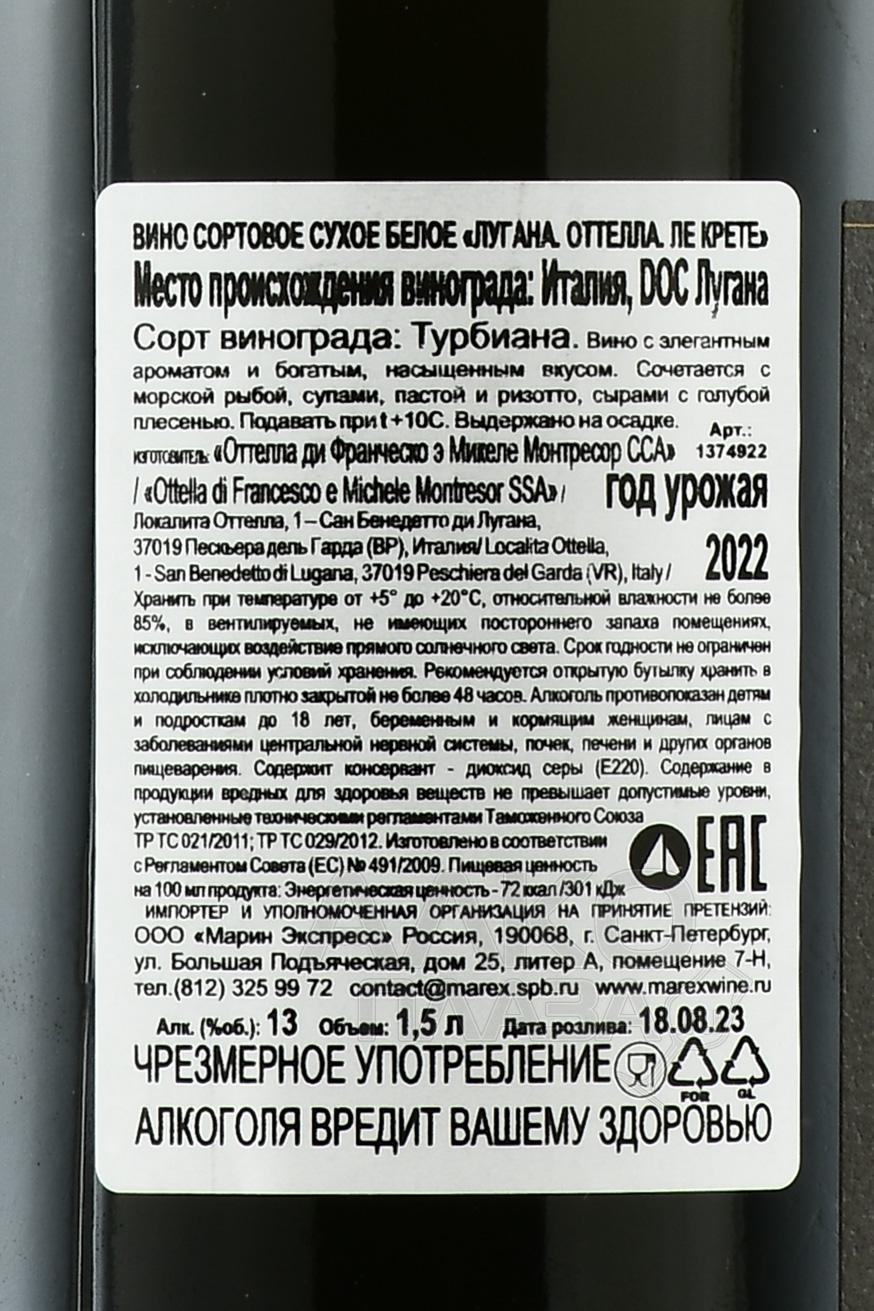 ВИНО СОРТОВОЕ СУХОЕ БЕЛОЕ «ЛУГАНА. ОТТЕЛЛА. ЛЕ КРЕТЕ»
Место происхождения винограда: Италия, DOC Лугана
Сорт винограда: Турбиана. Вино с элегантным
ароматом и богатым, насыщенным вкусом. Сочетается с
морской рыбой, супами, пастой и ризотто, сырами с голубой
плесенью. Подавать при t +10С. Выдержано на осадке.
Арт.:
1374922
изготовитель: «Оттелла ди Франческо э Микеле Монтресор ССА»
/ «Ottella di Francesco e Michele Montresor SSA» /
год урожая
2022
Локалита Оттелла, 1 – Сан Бенедетто ди Лугана,
37019 Пескьера дель Гарда (ВР), Италия/ Localita Ottella,
1 - San Benedetto di Lugana, 37019 Peschiera del Garda (VR), Italy /
Хранить при температуре от +5° до +20°С, относительной влажности не более
85%, в вентилируемых, не имеющих постороннего запаха помещениях,
исключающих воздействие прямого солнечного света. Срок годности не ограничен
при соблюдении условий хранения. Рекомендуется открытую бутылку хранить в
холодильнике плотно закрытой не более 48 часов. Алкоголь противопоказан детям
и подросткам до 18 лет, беременным и кормящим женщинам, лицам с
заболеваниями центральной нервной системы, почек, печени и других органов
пищеварения. Содержит консервант - диоксид серы (Е220). Содержание в
продукции вредных для здоровья веществ не превышает допустимые уровни,
установленные техническими регламентами Таможенного Союза
ТР ТС 021/2011; ТР ТС 029/2012. Изготовлено в соответствии
с Регламентом Совета (ЕС) № 491/2009. Пищевая ценность
на 100 мл продукта: Энергетическая ценность - 72 ккал /301 кДж
ЕАС
ИМПОРТЕР И УПОЛНОМОЧЕННАЯ ОРГАНИЗАЦИЯ НА ПРИНЯТИЕ ПРЕТЕНЗИЙ:
ООО «Марин Экспресс» Россия, 190068, г. Санкт-Петербург,
ул. Большая Подъяческая, дом 25, литер А, помещение 7-Н,
тел.(812) 325 99 72 contact@marex.spb.ru www.marexwine.ru
Алк. (%об.): 13 Объем: 1,5 л Дата розлива: 18.08.23
ЧРЕЗМЕРНОЕ УПОТРЕБЛЕНИЕ
FOR GL
АЛКОГОЛЯ ВРЕДИТ ВАШЕМУ ЗДОРОВЬЮ